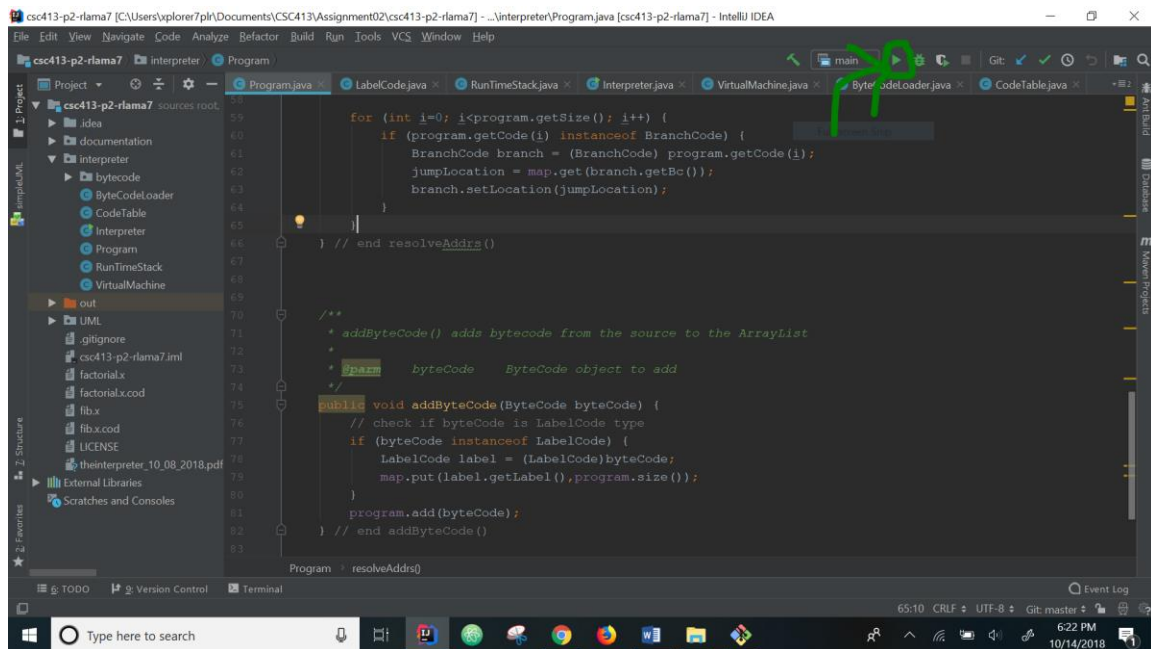 csc413-p2-rlama7 [C:\Users\xplorer7plr\Documents\CSC413\Assignment02\csc413-p2-rlama7] - ...\interpreter\Program.java [csc413-p2-rlama7] - IntelliJ IDEA
File Edit View Navigate Code Analyze Refactor Build Run Tools VCS Window Help
csc413-p2-rlama7 interpreter Program main Git:
1: Project
Project
Program.java LabelCode.java RunTimeStack.java Interpreter.java VirtualMachine.java ByteCodeLoader.java CodeTable.java
csc413-p2-rlama7 sources root,
.idea
documentation
interpreter
bytecode
ByteCodeLoader
CodeTable
Interpreter
Program
RunTimeStack
VirtualMachine
out
UML
.gitignore
csc413-p2-rlama7.iml
factorial.x
factorial.x.cod
fib.x
fib.x.cod
LICENSE
theinterpreter_10_08_2018.pdf
External Libraries
Scratches and Consoles
simpleUML
7: Structure
2: Favorites
58
59 for (int i=0; i<program.getSize(); i++) {
60 if (program.getCode(i) instanceof BranchCode) {
61 BranchCode branch = (BranchCode) program.getCode(i);
62 jumpLocation = map.get(branch.getBc());
63 branch.setLocation(jumpLocation);
64 }
65 }
66 } // end resolveAddrs()
67
68
69
70 /**
71 * addByteCode() adds bytecode from the source to the ArrayList
72 *
73 * @parm byteCode ByteCode object to add
74 */
75 public void addByteCode(ByteCode byteCode) {
76 // check if byteCode is LabelCode type
77 if (byteCode instanceof LabelCode) {
78 LabelCode label = (LabelCode)byteCode;
79 map.put(label.getLabel(),program.size());
80 }
81 program.add(byteCode);
82 } // end addByteCode()
83
Program resolveAddrs()
Ant Build
Database
Maven Projects
6: TODO 9: Version Control Terminal Event Log
65:10 CRLF UTF-8 Git: master
Type here to search
6:22 PM
10/14/2018